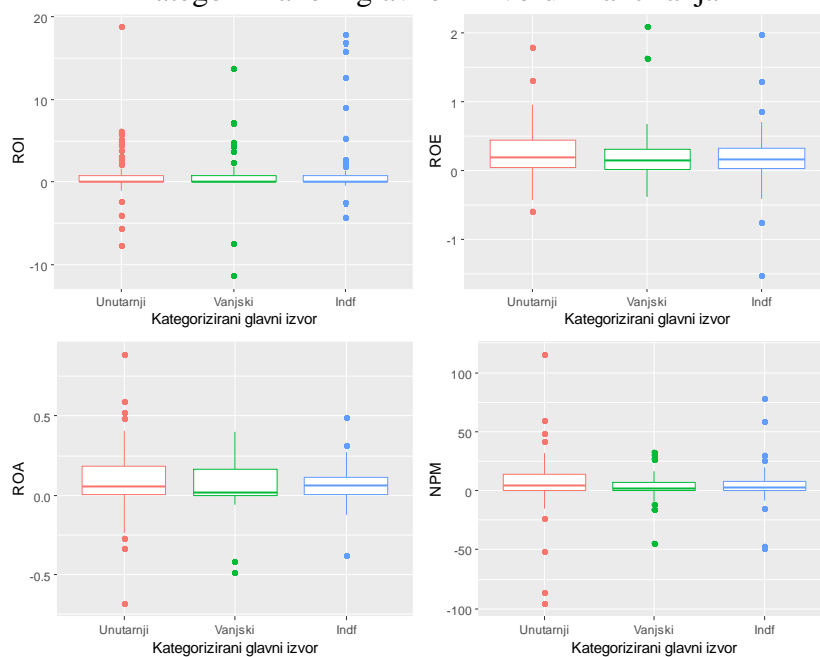 glavnom
20
10
0
-10
ROI
Unutarnji Vanjski Indf
Kategorizirani glavni izvor
2
1
0
-1
ROE
Unutarnji Vanjski Indf
Kategorizirani glavni izvor
0.5
0.0
-0.5
ROA
Unutarnji Vanjski Indf
Kategorizirani glavni izvor
100
50
0
-50
-100
NPM
Unutarnji Vanjski Indf
Kategorizirani glavni izvor